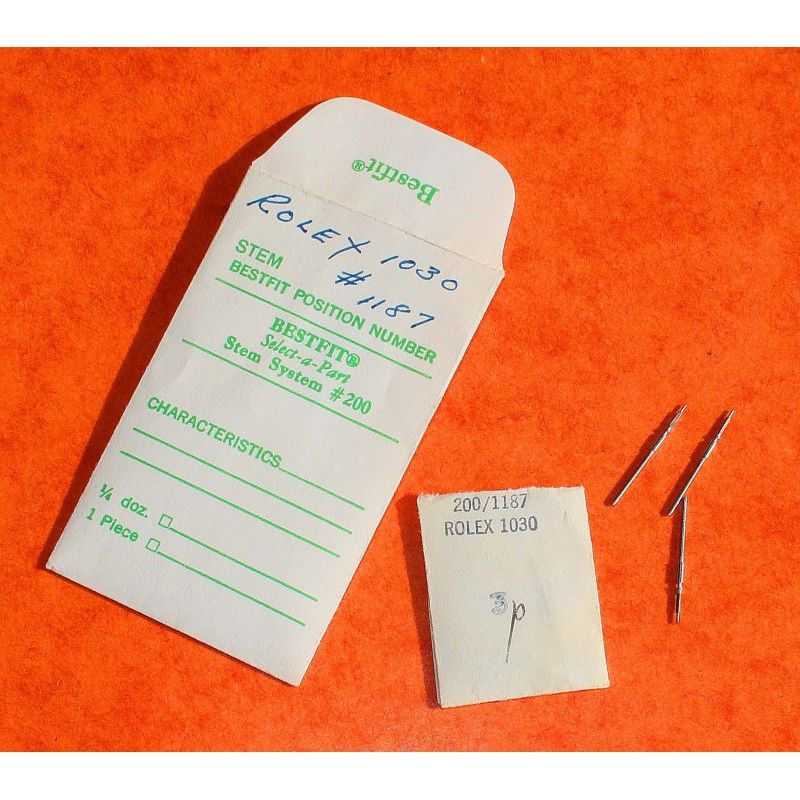 Bestfit®
ROLEX 1030
#1187
STEM
BESTFIT POSITION NUMBER
BESTFIT®
Select-a-Part
Stem System #200
CHARACTERISTICS
¼ doz.
1 Piece
200/1187
ROLEX 1030
3p